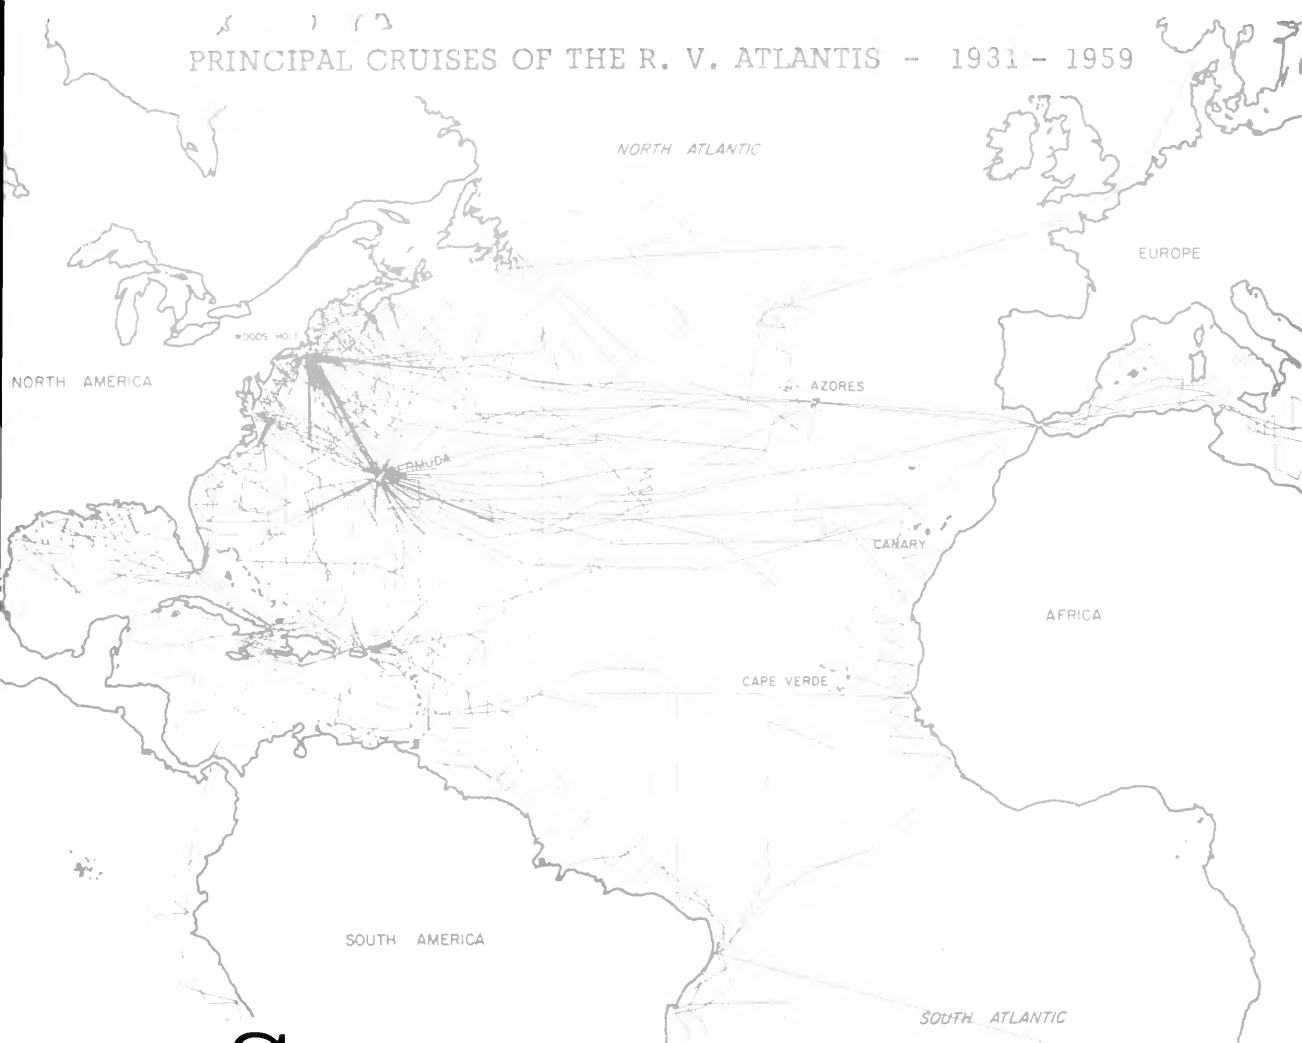 PRINCIPAL CRUISES OF THE R. V. ATLANTIS - 1931 - 1959
NORTH ATLANTIC
EUROPE
WOODS HOLE
NORTH AMERICA
AZORES
BERMUDA
CANARY
AFRICA
CAPE VERDE
SOUTH AMERICA
SOUTH ATLANTIC